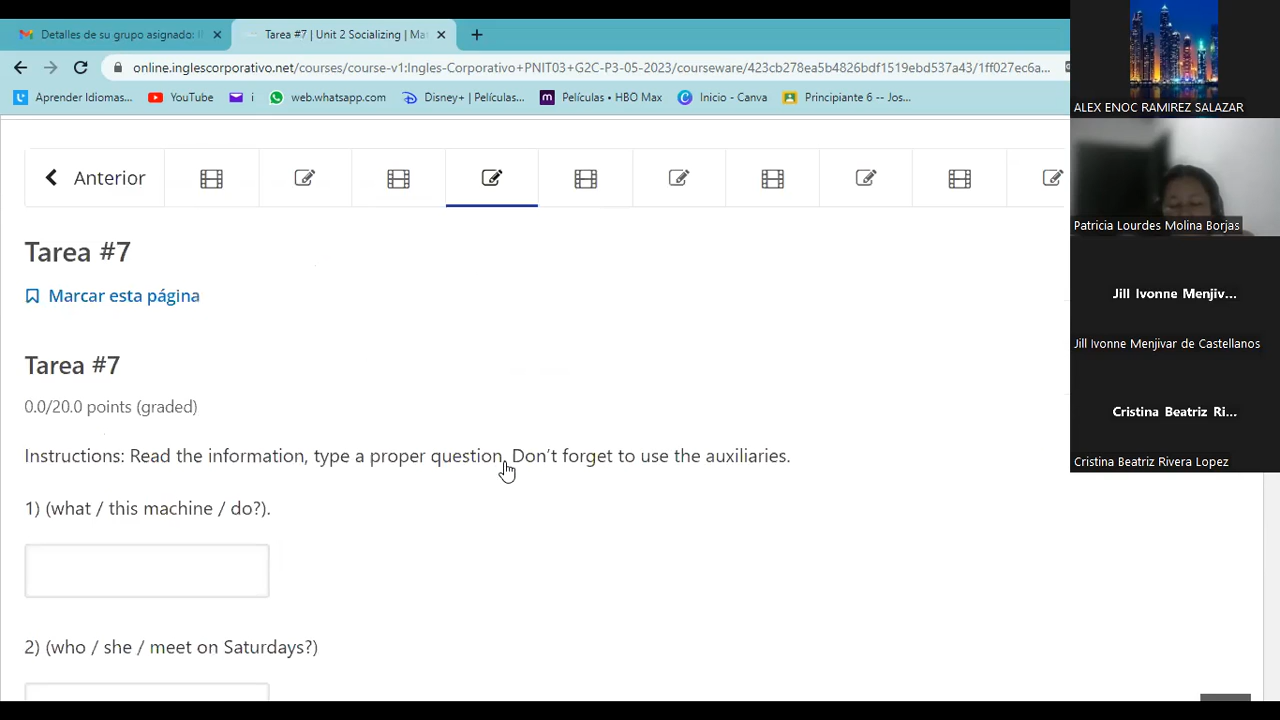 Detalles de su grupo asignado: I
Tarea #7 | Unit 2 Socializing | Ma
online.inglescorporativo.net/courses/course-v1:Ingles-Corporativo+PNIT03+G2C-P3-05-2023/courseware/423cb278ea5b4826bdf1519ebd537a43/1ff027ec6a...
Aprender Idiomas...
YouTube
i
web.whatsapp.com
Disney+ | Películas...
Películas • HBO Max
Inicio - Canva
Principiante 6 -- Jos...
ALEX ENOC RAMIREZ SALAZAR
Anterior
Patricia Lourdes Molina Borjas
Tarea #7
Marcar esta página
Jill Ivonne Menjiv...
Jill Ivonne Menjivar de Castellanos
Tarea #7
0.0/20.0 points (graded)
Cristina Beatriz Ri...
Cristina Beatriz Rivera Lopez
Instructions: Read the information, type a proper question. Don't forget to use the auxiliaries.
1) (what / this machine / do?).
2) (who / she / meet on Saturdays?)